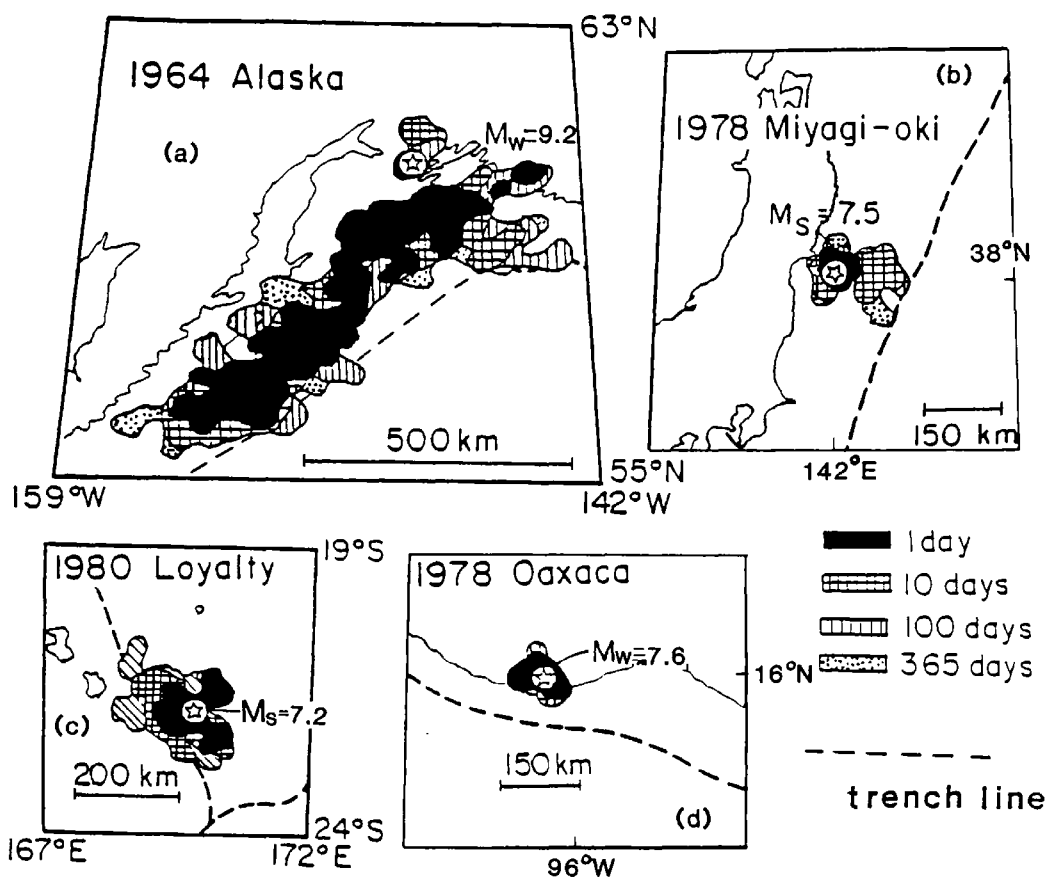 63°N
1964 Alaska
(a)
Mw=9.2
500 km
55°N
159°W
142°W
(b)
1978 Miyagi-oki
Ms=7.5
38°N
150 km
142°E
1980 Loyalty
19°S
Ms=7.2
(c)
200 km
24°S
167°E
172°E
1978 Oaxaca
Mw=7.6
16°N
150 km
(d)
96°W
1 day
10 days
100 days
365 days
trench line